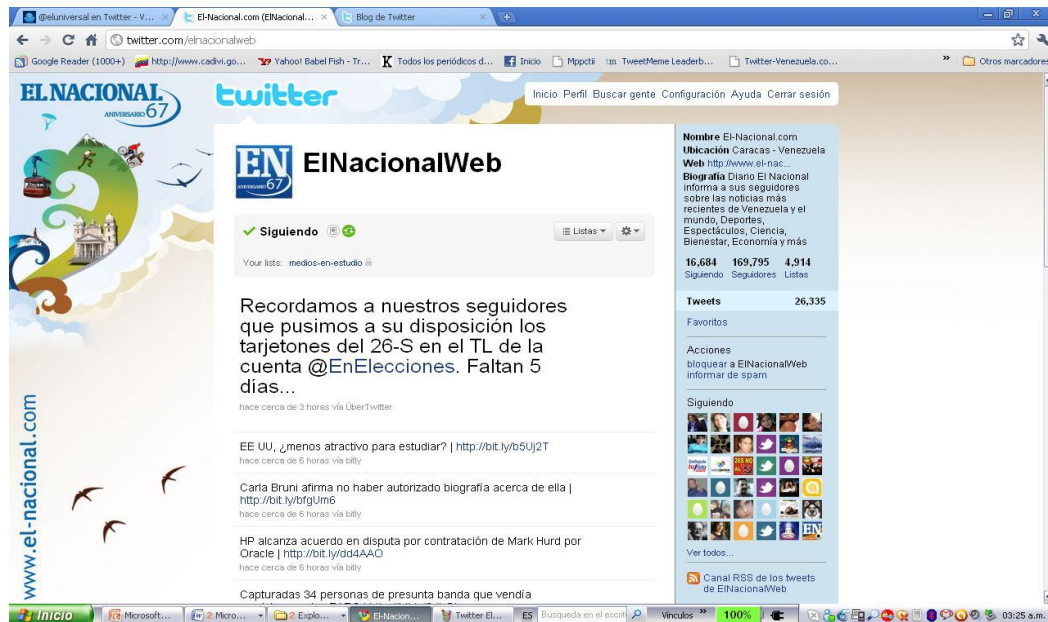 @eluniversal en Twitter - V...
El-Nacional.com (ElNacional...
Blog de Twitter
twitter.com/elnacionalweb
Google Reader (1000+)
http://www.cadivi.go...
Yahoo! Babel Fish - Tr...
Todos los periódicos d...
Inicio
Mppctii
TweetMeme Leaderb...
Twitter-Venezuela.co...
»
Otros marcadores
EL NACIONAL
ANIVERSARIO 67
twitter
Inicio Perfil Buscar gente Configuración Ayuda Cerrar sesión
EN
ANIVERSARIO 67
ElNacionalWeb
Siguiendo
Listas
Your lists: medios-en-estudio
Recordamos a nuestros seguidores
que pusimos a su disposición los
tarjetones del 26-S en el TL de la
cuenta @EnElecciones. Faltan 5
días...
hace cerca de 3 horas vía ÜberTwitter
EE UU, ¿menos atractivo para estudiar? | http://bit.ly/b5Uj2T
hace cerca de 6 horas vía bitly
Carla Bruni afirma no haber autorizado biografía acerca de ella |
http://bit.ly/bfgUm6
hace cerca de 6 horas vía bitly
HP alcanza acuerdo en disputa por contratación de Mark Hurd por
Oracle | http://bit.ly/dd4AAO
hace cerca de 6 horas vía bitly
Capturadas 34 personas de presunta banda que vendía
Nombre El-Nacional.com
Ubicación Caracas - Venezuela
Web http://www.el-nac...
Biografía Diario El Nacional
informa a sus seguidores
sobre las noticias más
recientes de Venezuela y el
mundo, Deportes,
Espectáculos, Ciencia,
Bienestar, Economía y más
16,684 169,795 4,914
Siguiendo Seguidores Listas
Tweets 26,335
Favoritos
Acciones
bloquear a ElNacionalWeb
informar de spam
Siguiendo
EN
Ver todos...
Canal RSS de los tweets
de ElNacionalWeb
www.el-nacional.com
Inicio
Microsoft...
2 Micro...
2 Explo...
El-Nacion...
Twitter El...
ES
Búsqueda en el escrit
Vínculos
»
100%
03:25 a.m.